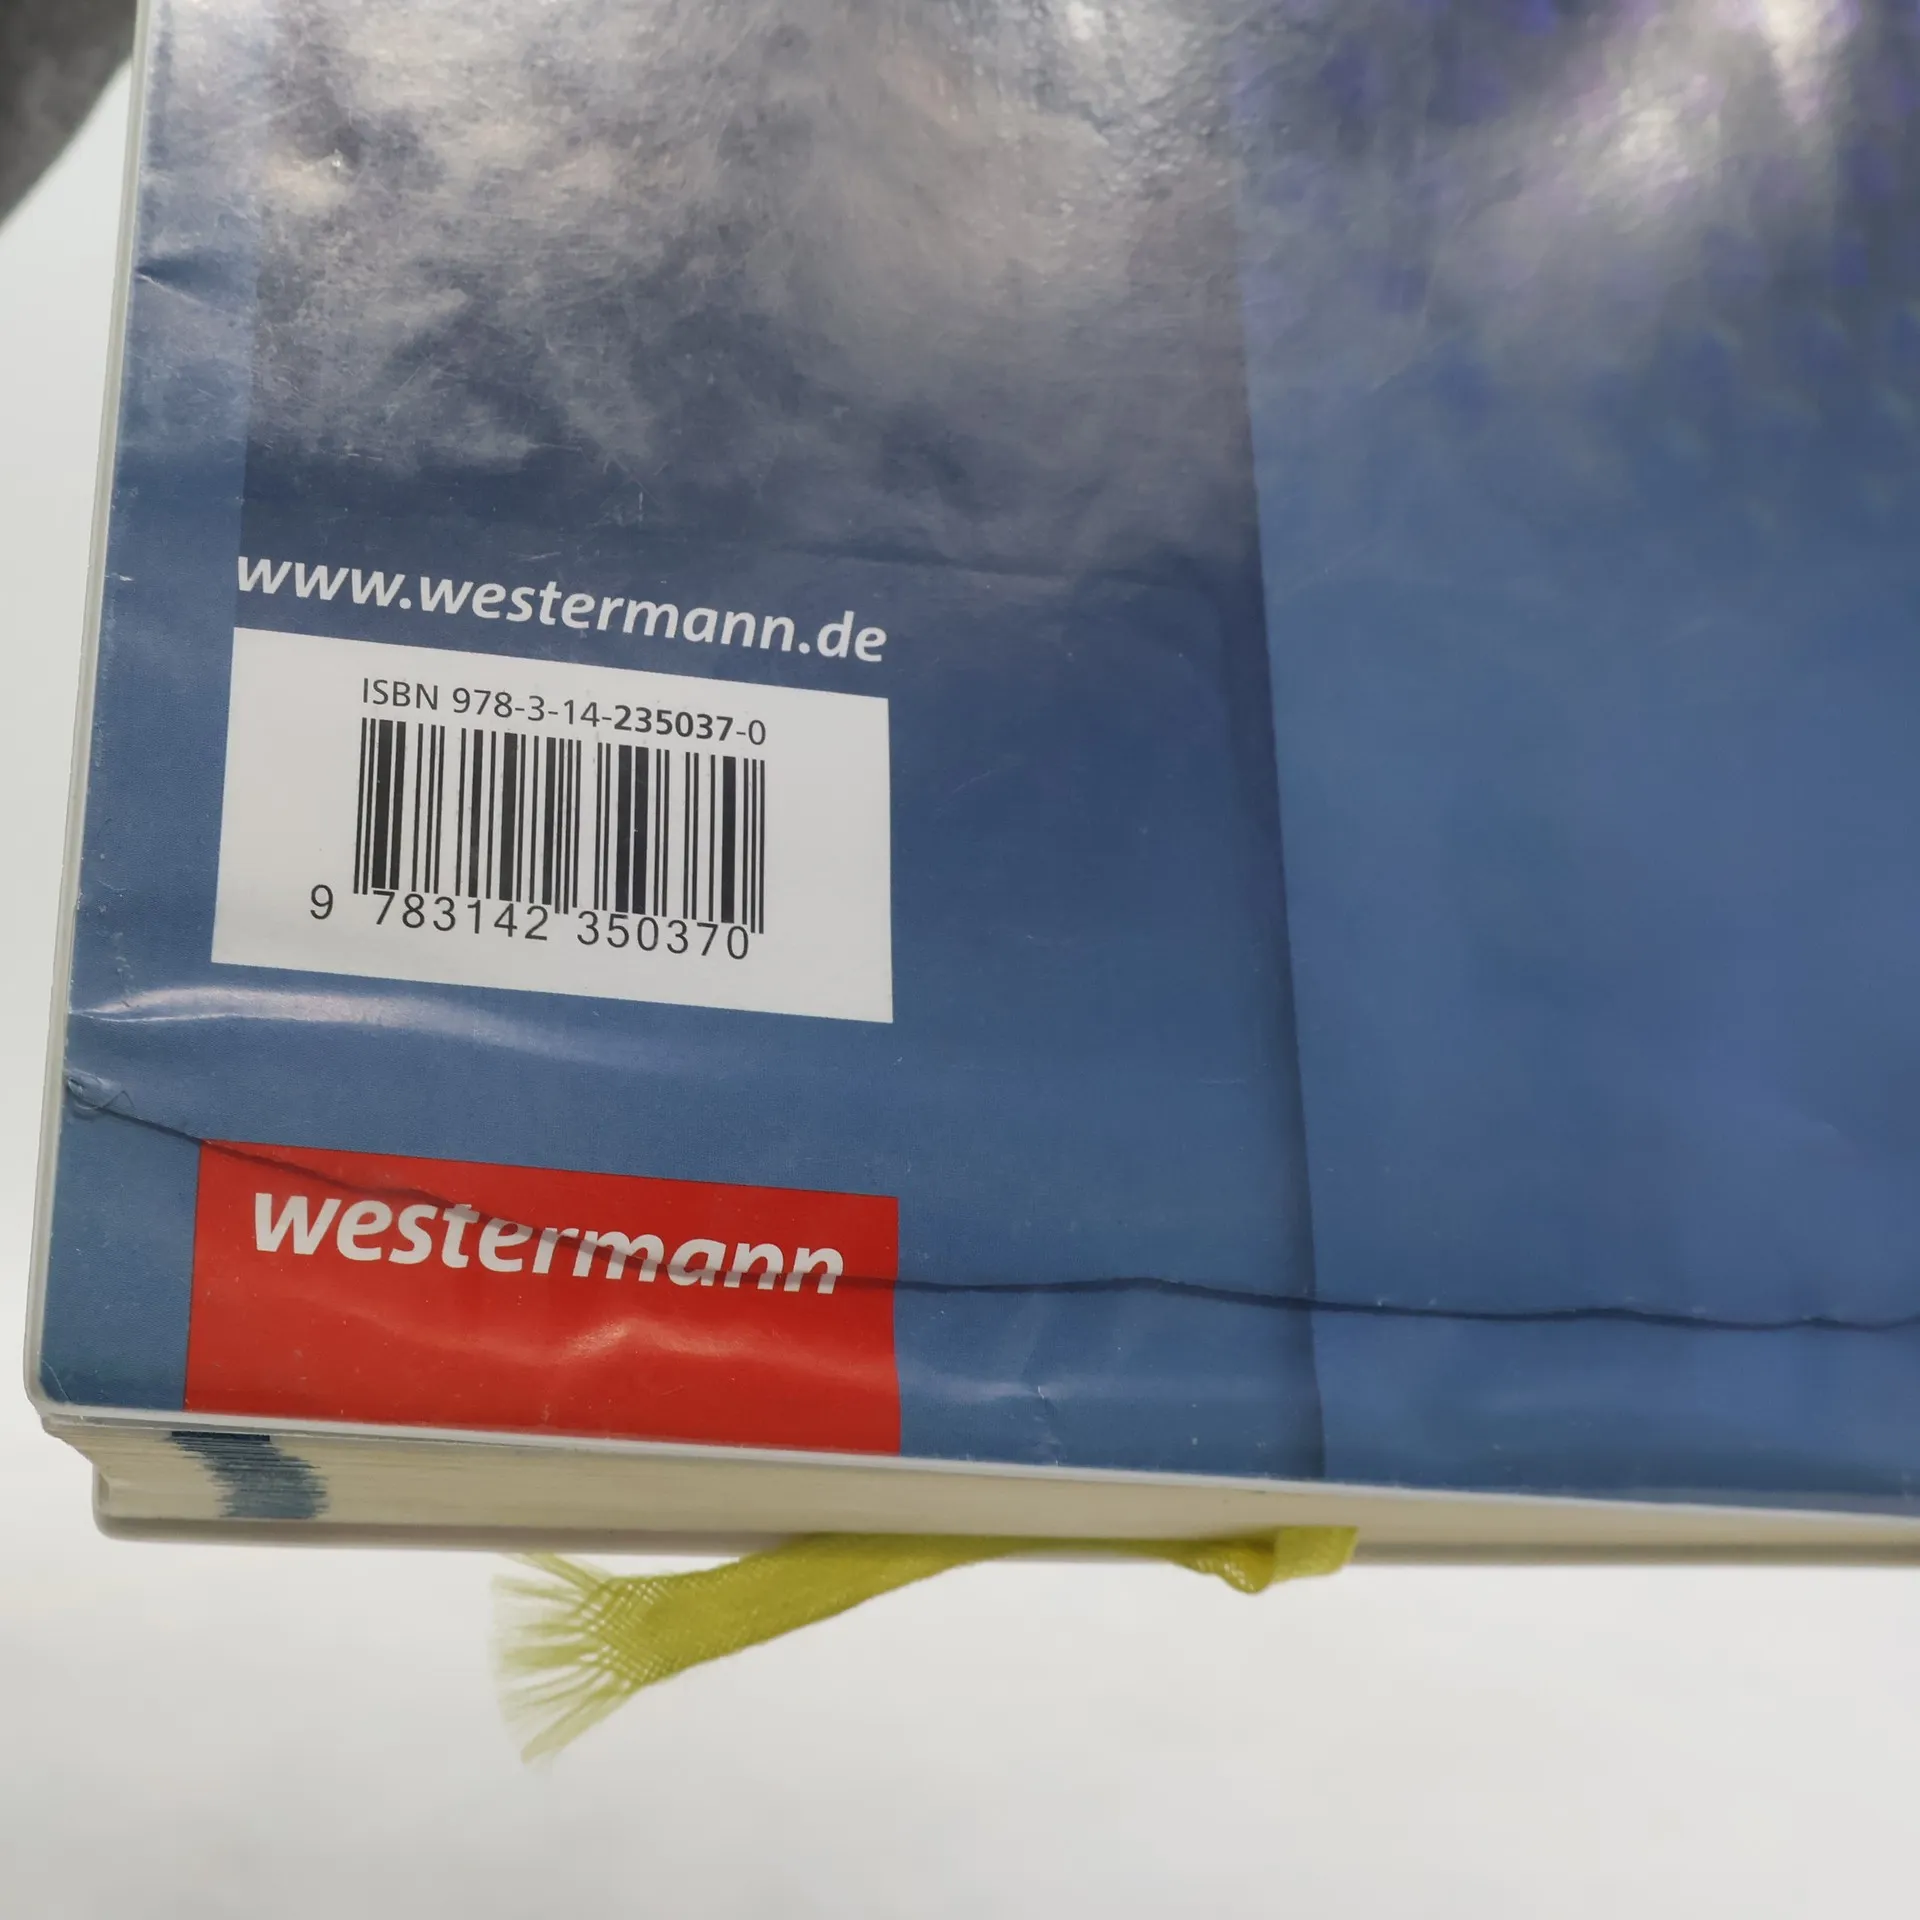 www.westermann.de
ISBN 978-3-14-235037-0
9 783142 350370
westermann